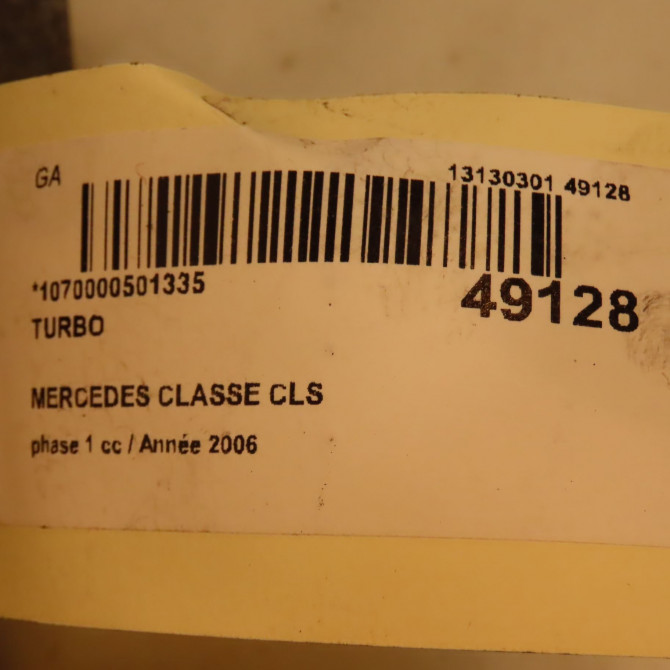 GA
13130301 49128
*1070000501335
49128
TURBO
MERCEDES CLASSE CLS
phase 1 cc / Année 2006